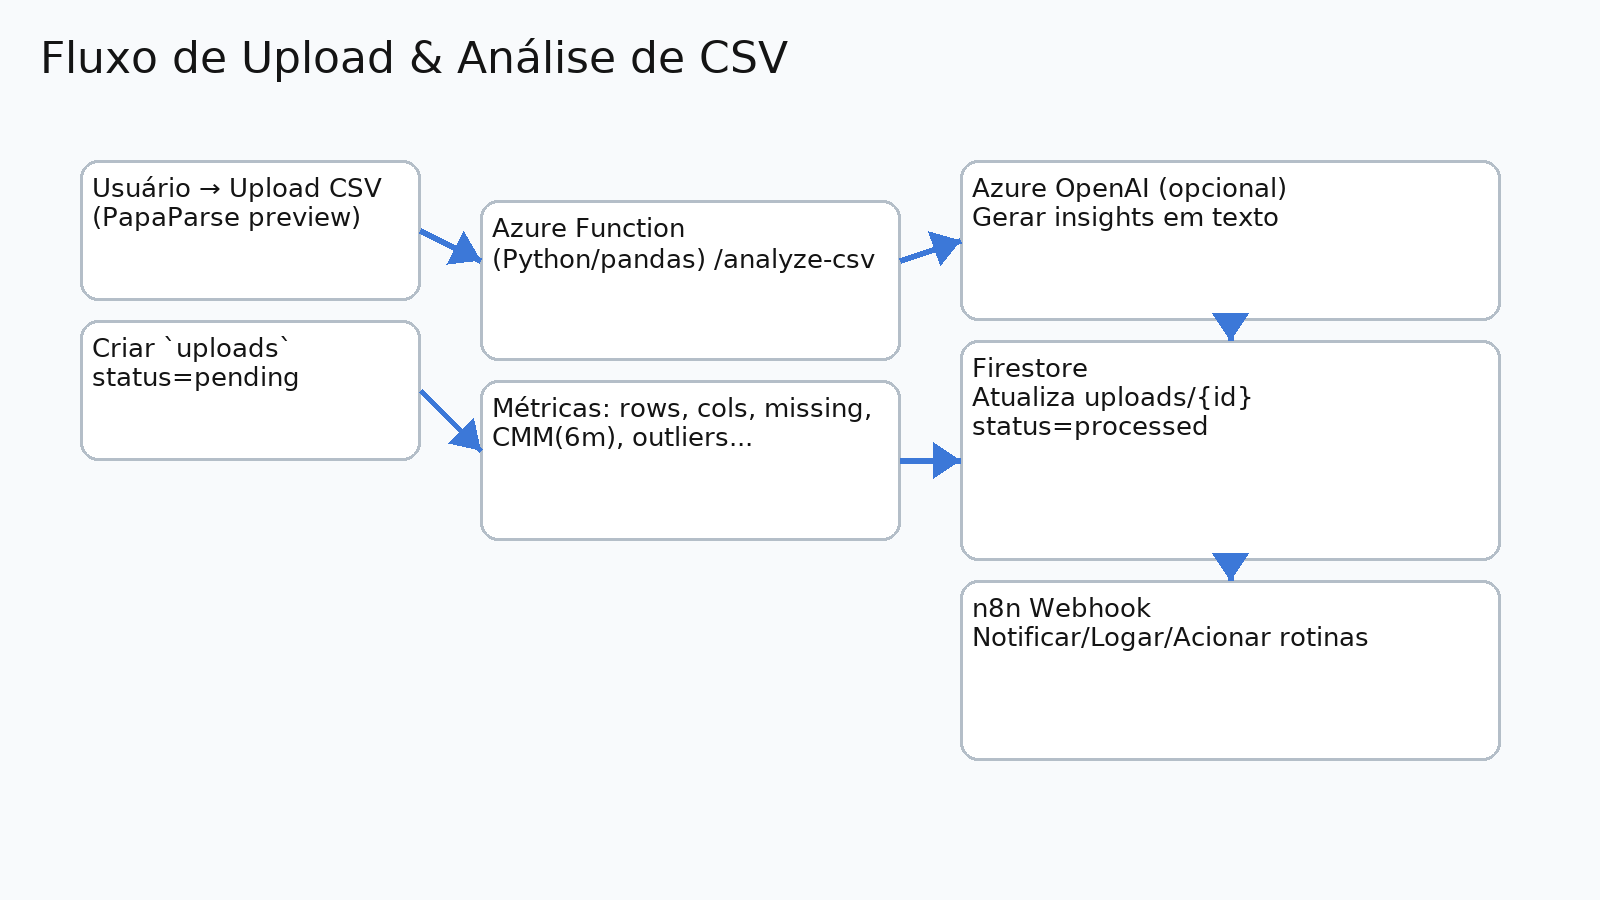 Fluxo de Upload & Análise de CSV
Usuário → Upload CSV
(PapaParse preview)
Criar `uploads`
status=pending
Azure Function
(Python/pandas) /analyze-csv
Métricas: rows, cols, missing,
CMM(6m), outliers...
Azure OpenAI (opcional)
Gerar insights em texto
Firestore
Atualiza uploads/{id}
status=processed
n8n Webhook
Notificar/Logar/Acionar rotinas